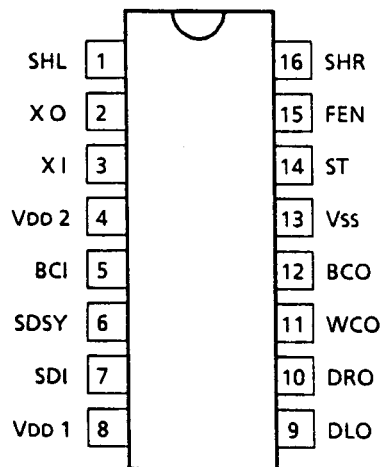 SHL 1 16 SHR
XO 2 15 FEN
XI 3 14 ST
VDD 2 4 13 VSS
BCI 5 12 BCO
SDSY 6 11 WCO
SDI 7 10 DRO
VDD 1 8 9 DLO